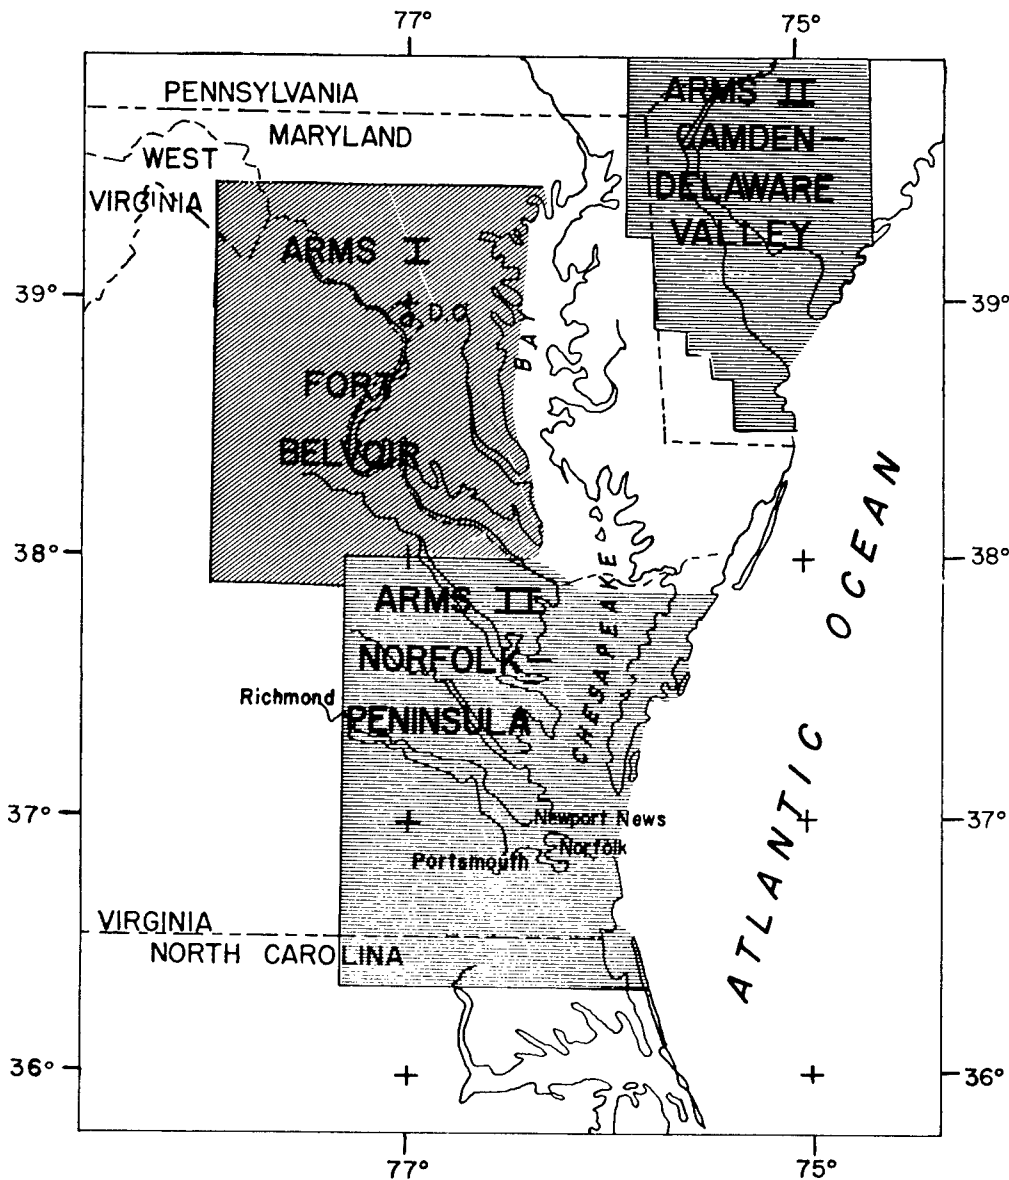 77°
75°
PENNSYLVANIA
MARYLAND
WEST
VIRGINIA
ARMS II
CAMDEN—
DELAWARE
VALLEY
ARMS I
D.C.
FORT
BELVOIR
39°
39°
BAY
38°
38°
CHESAPEAKE
ARMS II
NORFOLK—
PENINSULA
Richmond
ATLANTIC OCEAN
37°
37°
Newport News
Norfolk
Portsmouth
VIRGINIA
NORTH CAROLINA
36°
36°
77°
75°